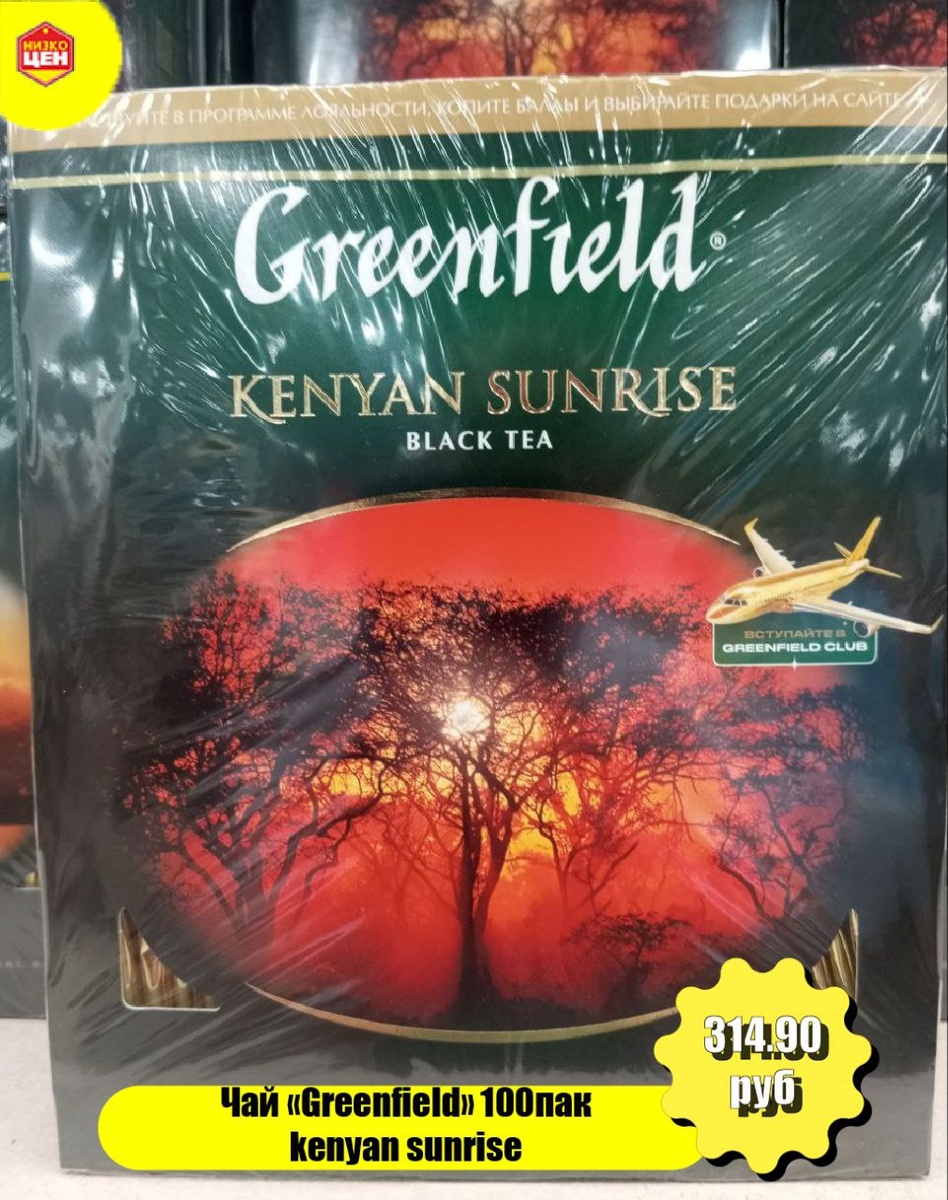 НИЗКО
ЦЕН
В ПРОГРАММЕ ЛОЯЛЬНОСТИ, КОПИТЕ БАЛЛЫ И ВЫБИРАЙТЕ ПОДАРКИ НА САЙТЕ
Greenfield®
KENYAN SUNRISE
BLACK TEA
ВСТУПАЙТЕ В
GREENFIELD CLUB
314.90
руб
Чай «Greenfield» 100пак
kenyan sunrise